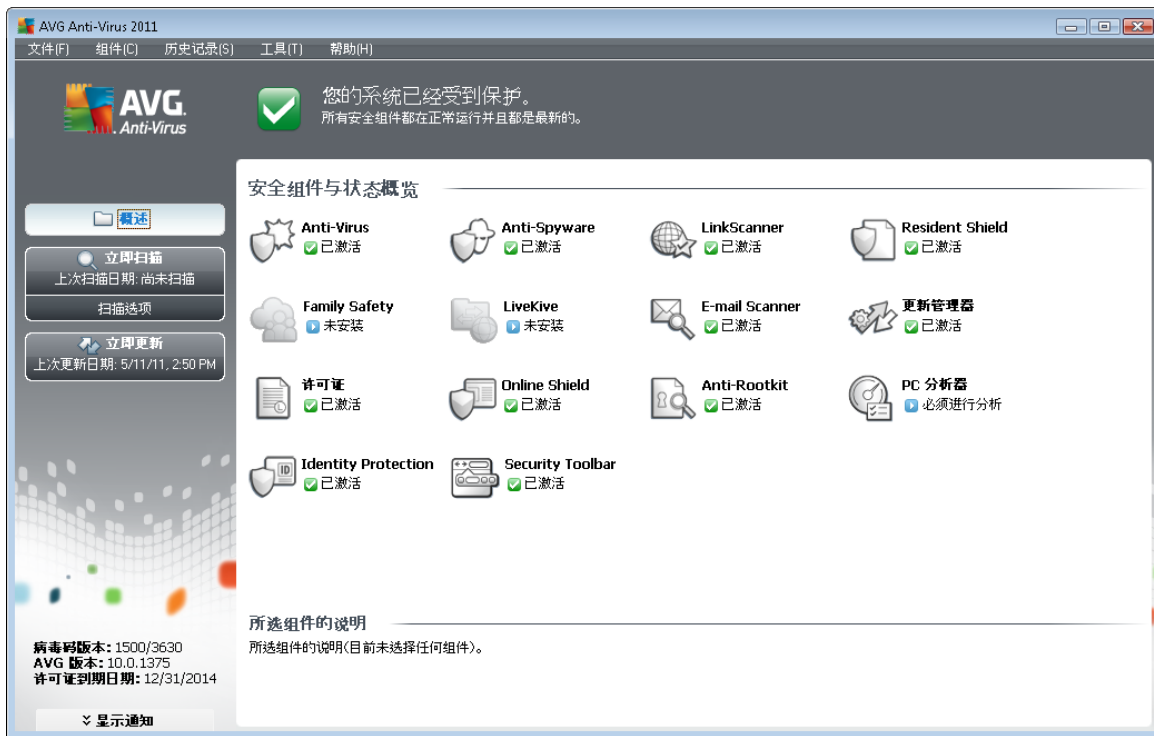 AVG Anti-Virus 2011
文件(F) 组件(C) 历史记录(S) 工具(T) 帮助(H)
AVG.
Anti-Virus
您的系统已经受到保护。
所有安全组件都在正常运行并且都是最新的。
概述
立即扫描
上次扫描日期: 尚未扫描
扫描选项
立即更新
上次更新日期: 5/11/11, 2:50 PM
安全组件与状态概览
Anti-Virus
已激活
Anti-Spyware
已激活
LinkScanner
已激活
Resident Shield
已激活
Family Safety
未安装
LiveKive
未安装
E-mail Scanner
已激活
更新管理器
已激活
许可证
已激活
Online Shield
已激活
Anti-Rootkit
已激活
PC 分析器
必须进行分析
Identity Protection
已激活
Security Toolbar
已激活
所选组件的说明
所选组件的说明(目前未选择任何组件)。
病毒码版本: 1500/3630
AVG 版本: 10.0.1375
许可证到期日期: 12/31/2014
显示通知